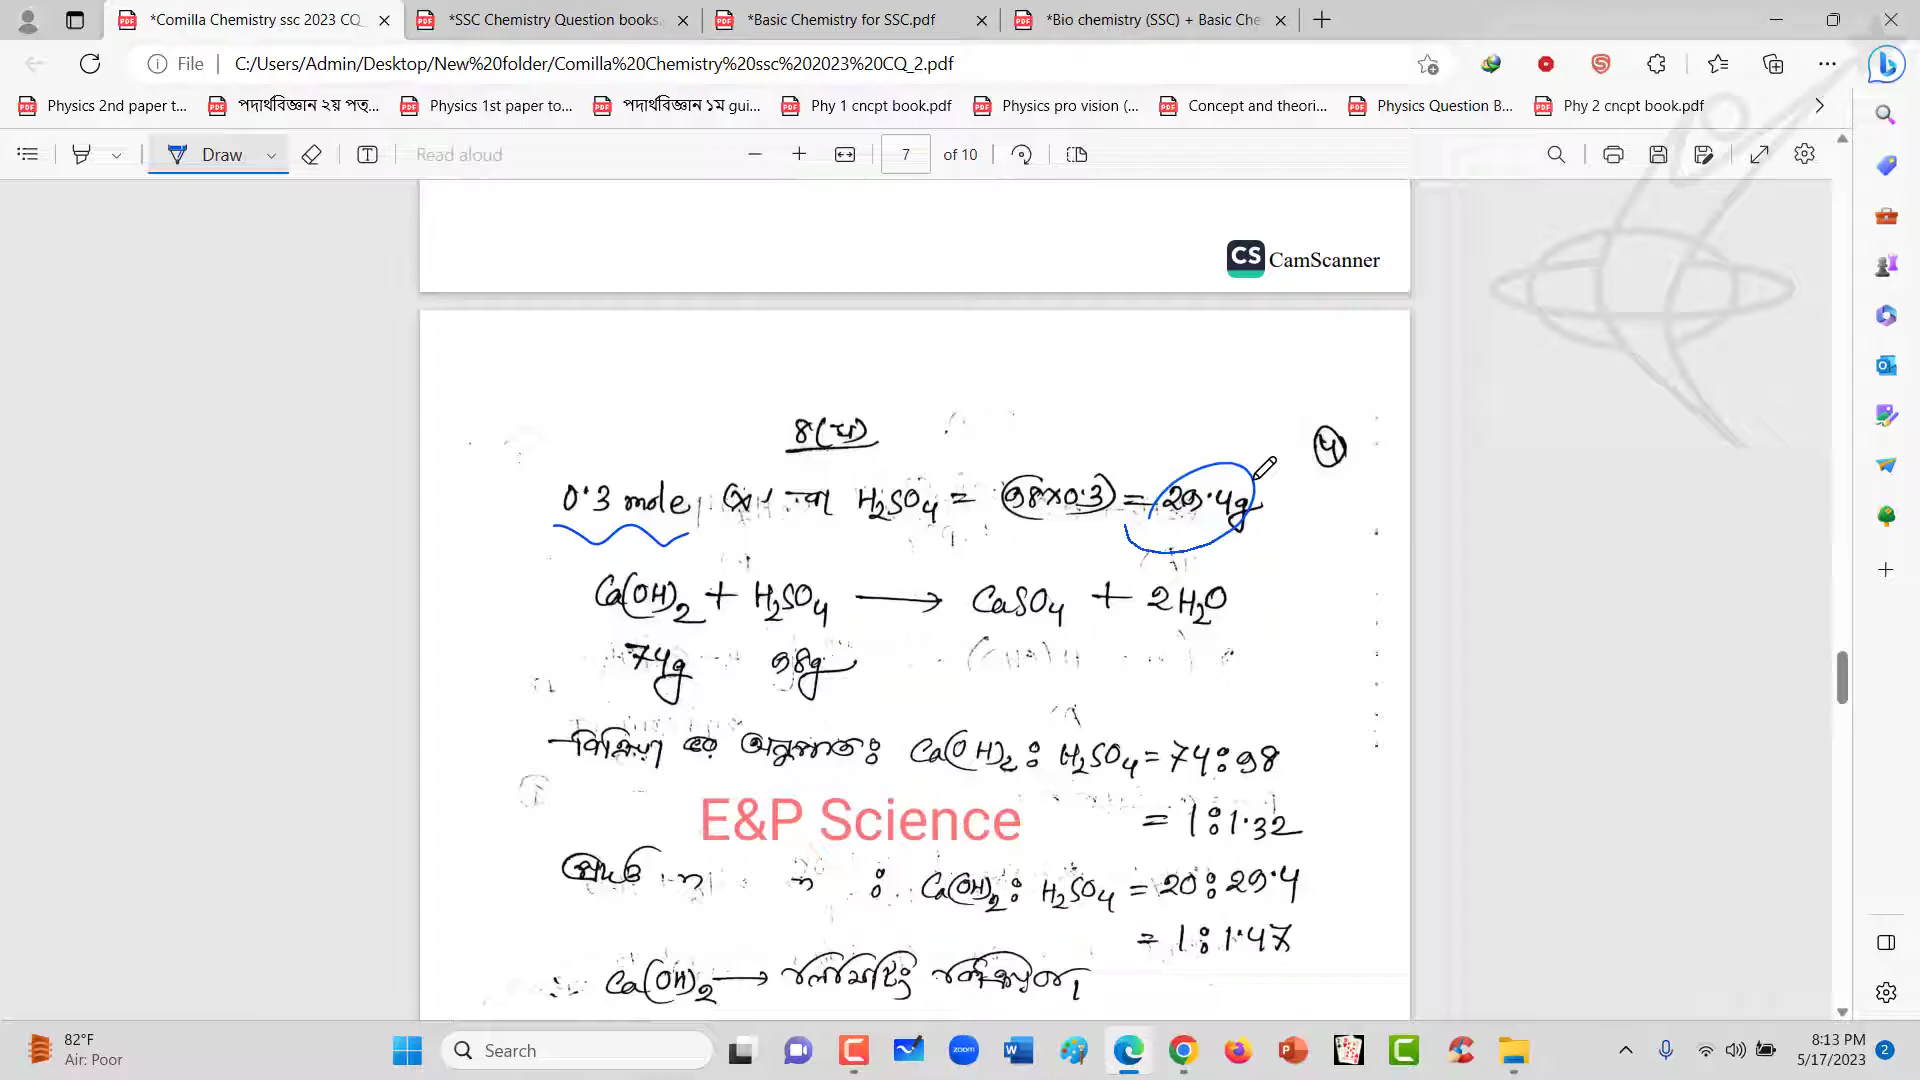 *Comilla Chemistry ssc 2023 CQ_
*SSC Chemistry Question books.
*Basic Chemistry for SSC.pdf
*Bio chemistry (SSC) + Basic Che
File
C:/Users/Admin/Desktop/New%20folder/Comilla%20Chemistry%20ssc%202023%20CQ_2.pdf
Physics 2nd paper t...
পদার্থবিজ্ঞান ২য় পত্...
Physics 1st paper to...
পদার্থবিজ্ঞান ১ম gui...
Phy 1 cncpt book.pdf
Physics pro vision (...
Concept and theori...
Physics Question B...
Phy 2 cncpt book.pdf
Draw
Read aloud
7
of 10
CS CamScanner
৪(ঘ)
0.3 mole H₂SO₄ = (98×0.3) = 29.4g
Ca(OH)₂ + H₂SO₄ → CaSO₄ + 2H₂O
74g 98g
বিক্রিয়া অনুপাত: Ca(OH)₂ : H₂SO₄ = 74:98
E&P Science
= 1:1.32
: Ca(OH)₂ : H₂SO₄ = 20:29.4
= 1:1.47
∴ Ca(OH)₂ → লিমিটিং বিক্রিয়ক।
82°F
Air: Poor
Search
zoom
8:13 PM
5/17/2023
2